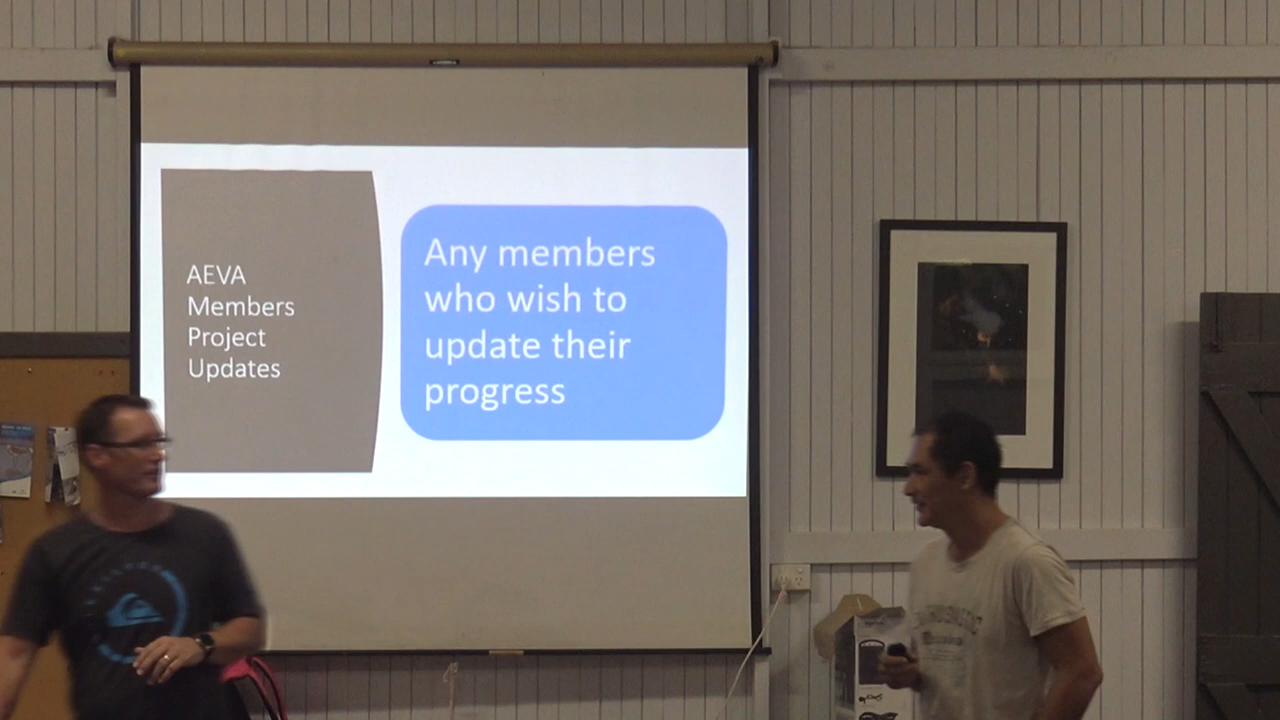 AEVA
Members
Project
Updates
Any members
who wish to
update their
progress